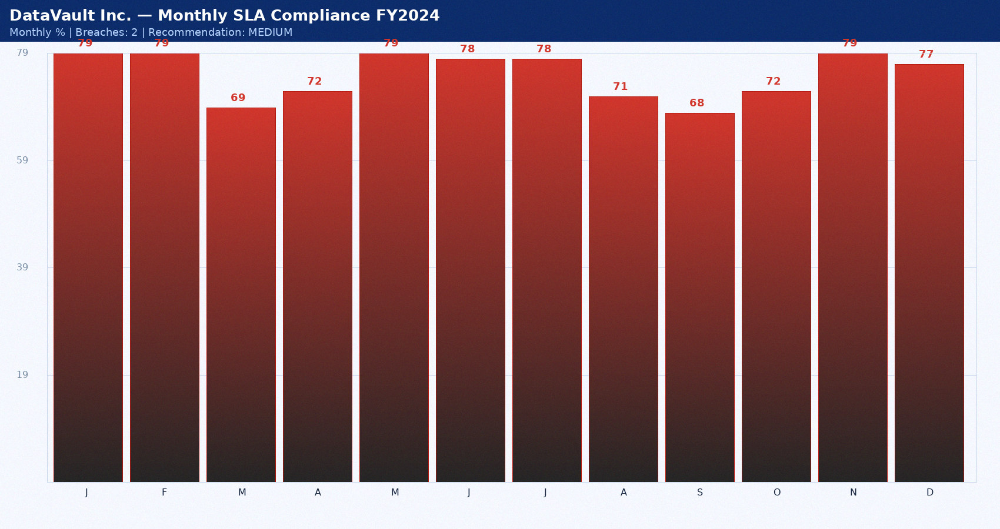 DataVault Inc. — Monthly SLA Compliance FY2024
Monthly % | Breaches: 2 | Recommendation: MEDIUM
79 79 69 72 79 78 78 71 68 72 79 77
79
59
39
19
J F M A M J J A S O N D